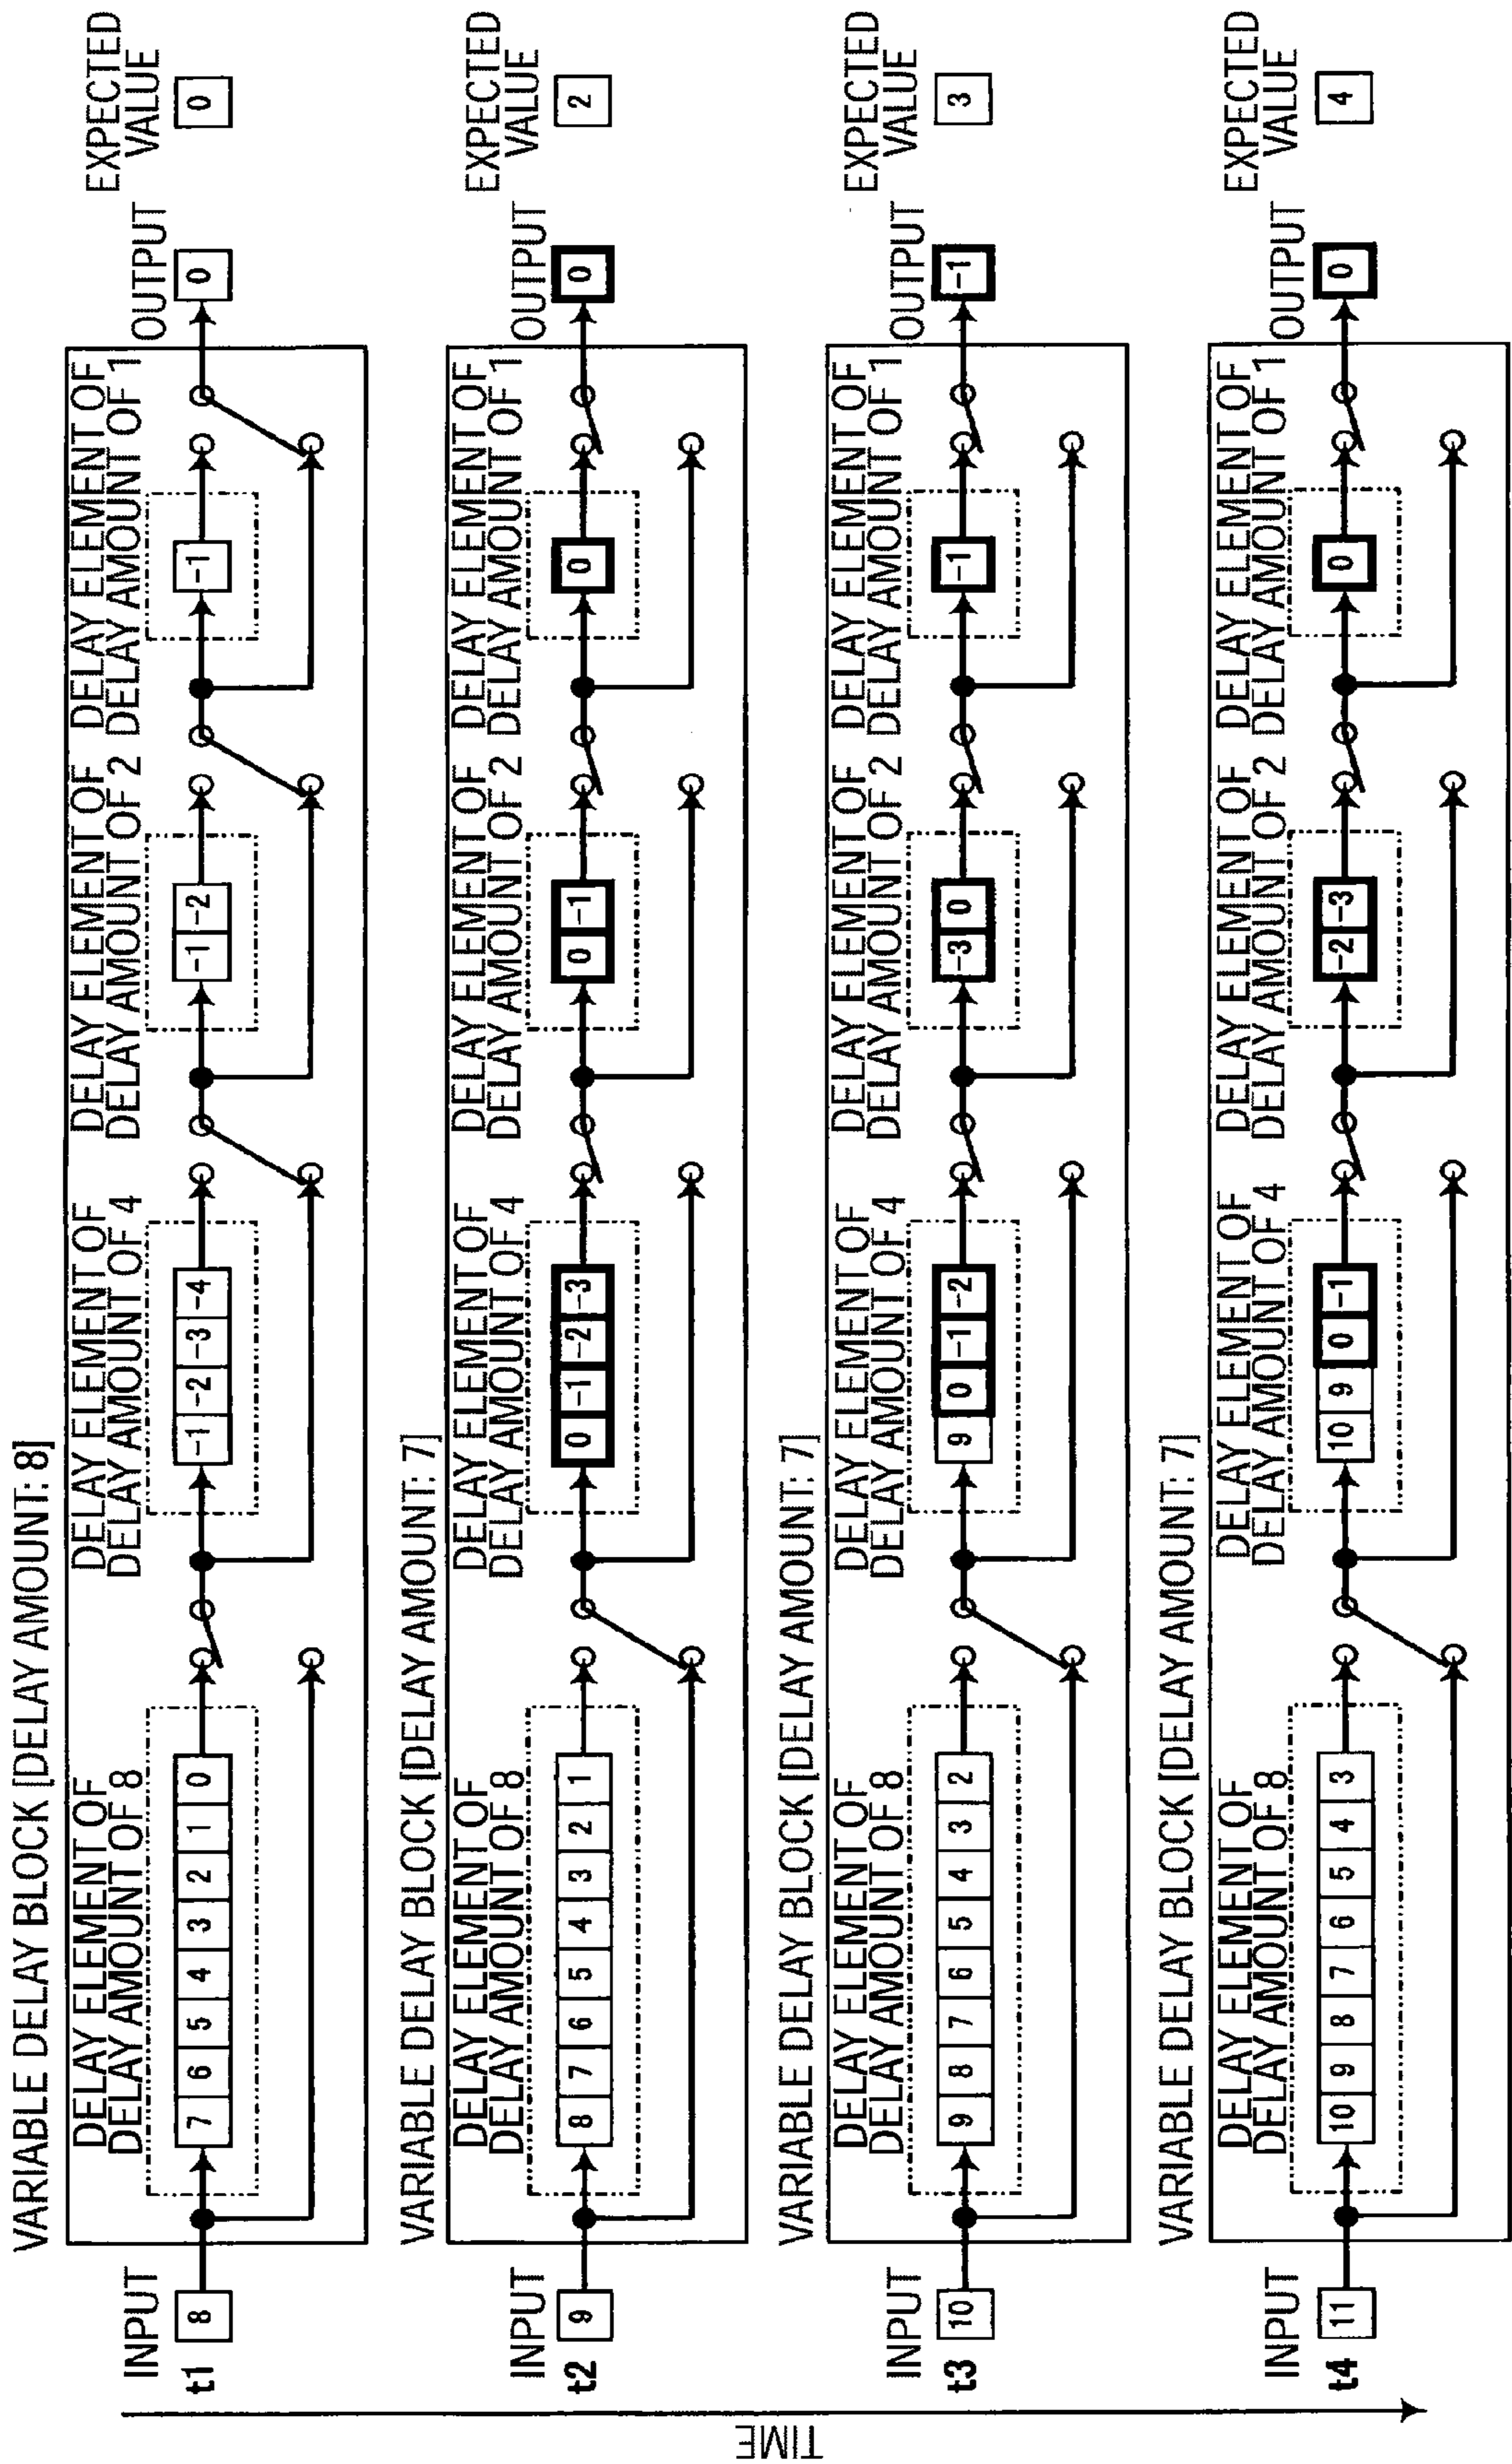 TIME
VARIABLE DELAY BLOCK [DELAY AMOUNT: 8]
INPUT
8
t1
DELAY ELEMENT OF
DELAY AMOUNT OF 8
7 6 5 4 3 2 1 0
DELAY ELEMENT OF
DELAY AMOUNT OF 4
-1 -2 -3 -4
DELAY ELEMENT OF
DELAY AMOUNT OF 2
-1 -2
DELAY ELEMENT OF
DELAY AMOUNT OF 1
-1
OUTPUT
0
EXPECTED
VALUE
0
VARIABLE DELAY BLOCK [DELAY AMOUNT: 7]
INPUT
9
t2
DELAY ELEMENT OF
DELAY AMOUNT OF 8
8 7 6 5 4 3 2 1
DELAY ELEMENT OF
DELAY AMOUNT OF 4
0 -1 -2 -3
DELAY ELEMENT OF
DELAY AMOUNT OF 2
0 -1
DELAY ELEMENT OF
DELAY AMOUNT OF 1
0
OUTPUT
0
EXPECTED
VALUE
2
VARIABLE DELAY BLOCK [DELAY AMOUNT: 7]
INPUT
10
t3
DELAY ELEMENT OF
DELAY AMOUNT OF 8
9 8 7 6 5 4 3 2
DELAY ELEMENT OF
DELAY AMOUNT OF 4
9 0 -1 -2
DELAY ELEMENT OF
DELAY AMOUNT OF 2
-3 0
DELAY ELEMENT OF
DELAY AMOUNT OF 1
-1
OUTPUT
-1
EXPECTED
VALUE
3
VARIABLE DELAY BLOCK [DELAY AMOUNT: 7]
INPUT
11
t4
DELAY ELEMENT OF
DELAY AMOUNT OF 8
10 9 8 7 6 5 4 3
DELAY ELEMENT OF
DELAY AMOUNT OF 4
10 9 0 -1
DELAY ELEMENT OF
DELAY AMOUNT OF 2
-2 -3
DELAY ELEMENT OF
DELAY AMOUNT OF 1
0
OUTPUT
0
EXPECTED
VALUE
4